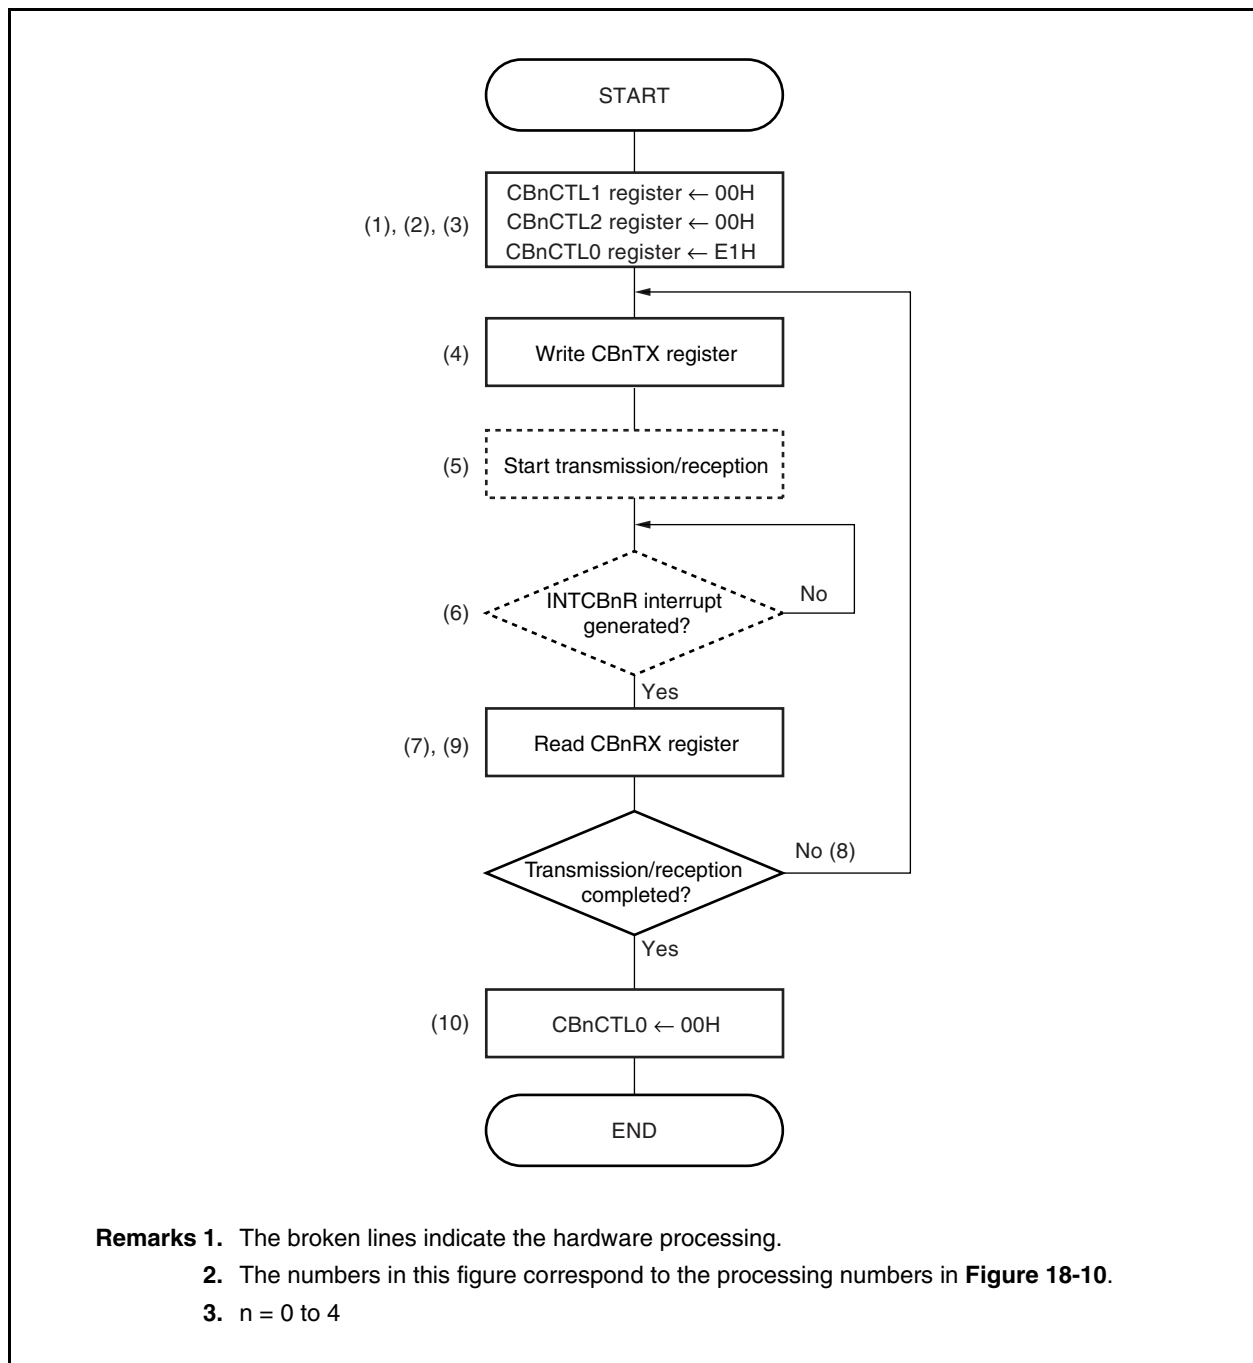 START
CBnCTL1 register ← 00H
CBnCTL2 register ← 00H
CBnCTL0 register ← E1H
(1), (2), (3)
(4)
Write CBnTX register
(5)
Start transmission/reception
(6)
INTCBnR interrupt
generated?
No
Yes
(7), (9)
Read CBnRX register
Transmission/reception
completed?
No (8)
Yes
(10)
CBnCTL0 ← 00H
END
Remarks 1. The broken lines indicate the hardware processing.
2. The numbers in this figure correspond to the processing numbers in Figure 18-10.
3. n = 0 to 4